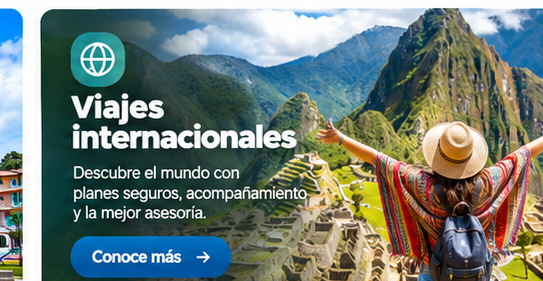 Viajes
internacionales
Descubre el mundo con
planes seguros, acompañamiento
y la mejor asesoría.
Conoce más